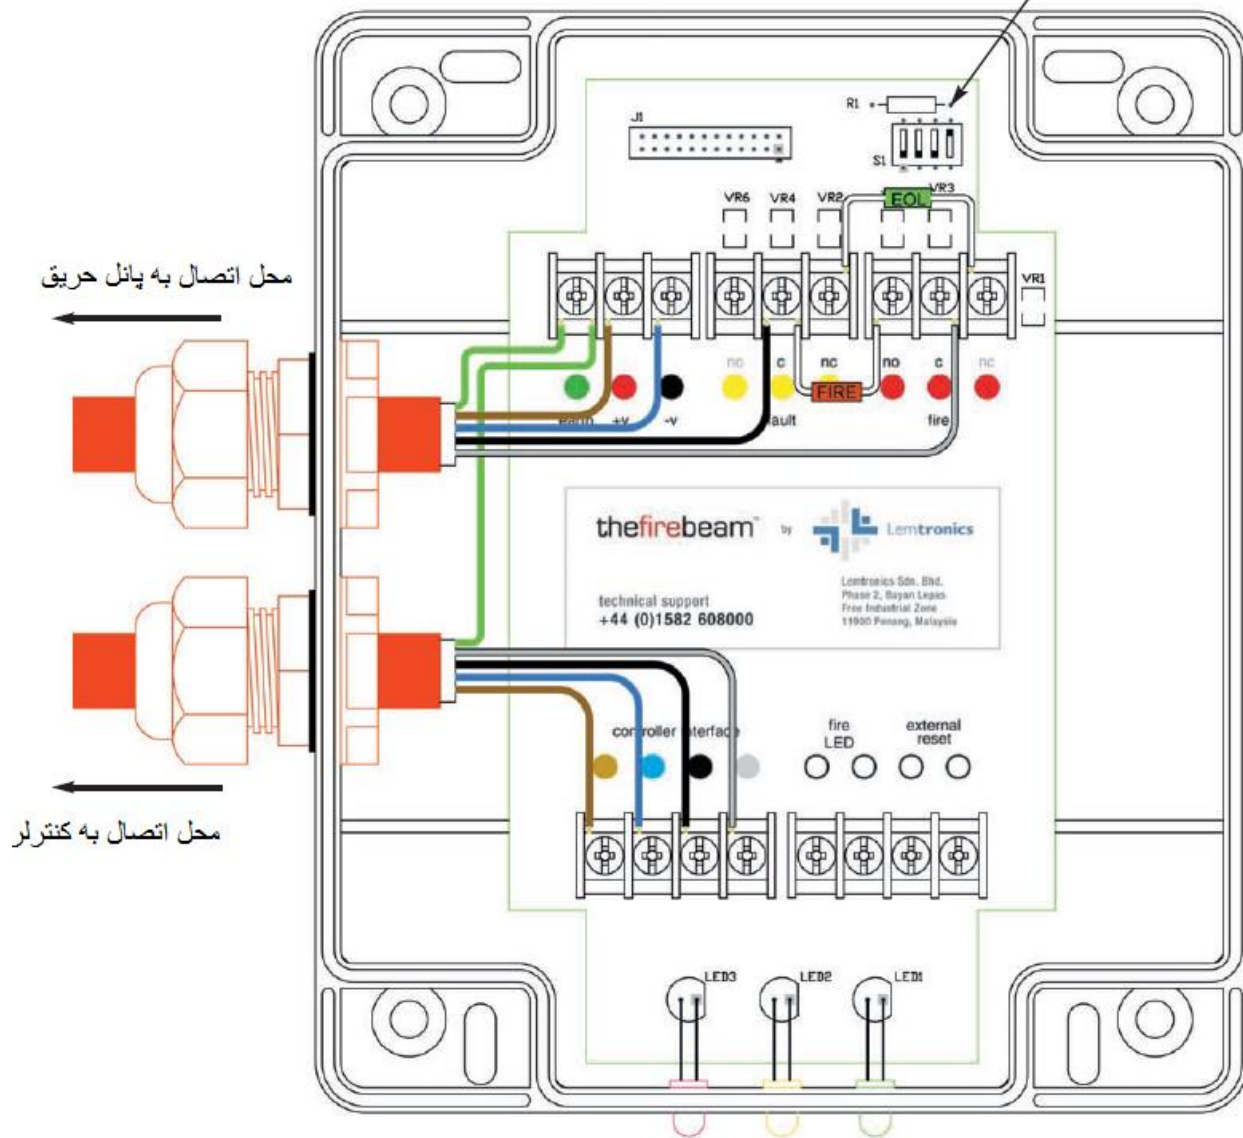 R1
J1
S1
VR6 VR4 VR2 VR3
EOL
محل اتصال به پانل حریق
VR1
no c nc no c nc
FIRE
earth +v -v fault fire
thefirebeam™ by Lemtronics
technical support
+44 (0)1582 608000
Lemtronics Sdn. Bhd.
Phase 2, Bayan Lepas
Free Industrial Zone
11900 Penang, Malaysia
controller interface
fire
LED
external
reset
محل اتصال به کنترلر
LED3 LED2 LED1